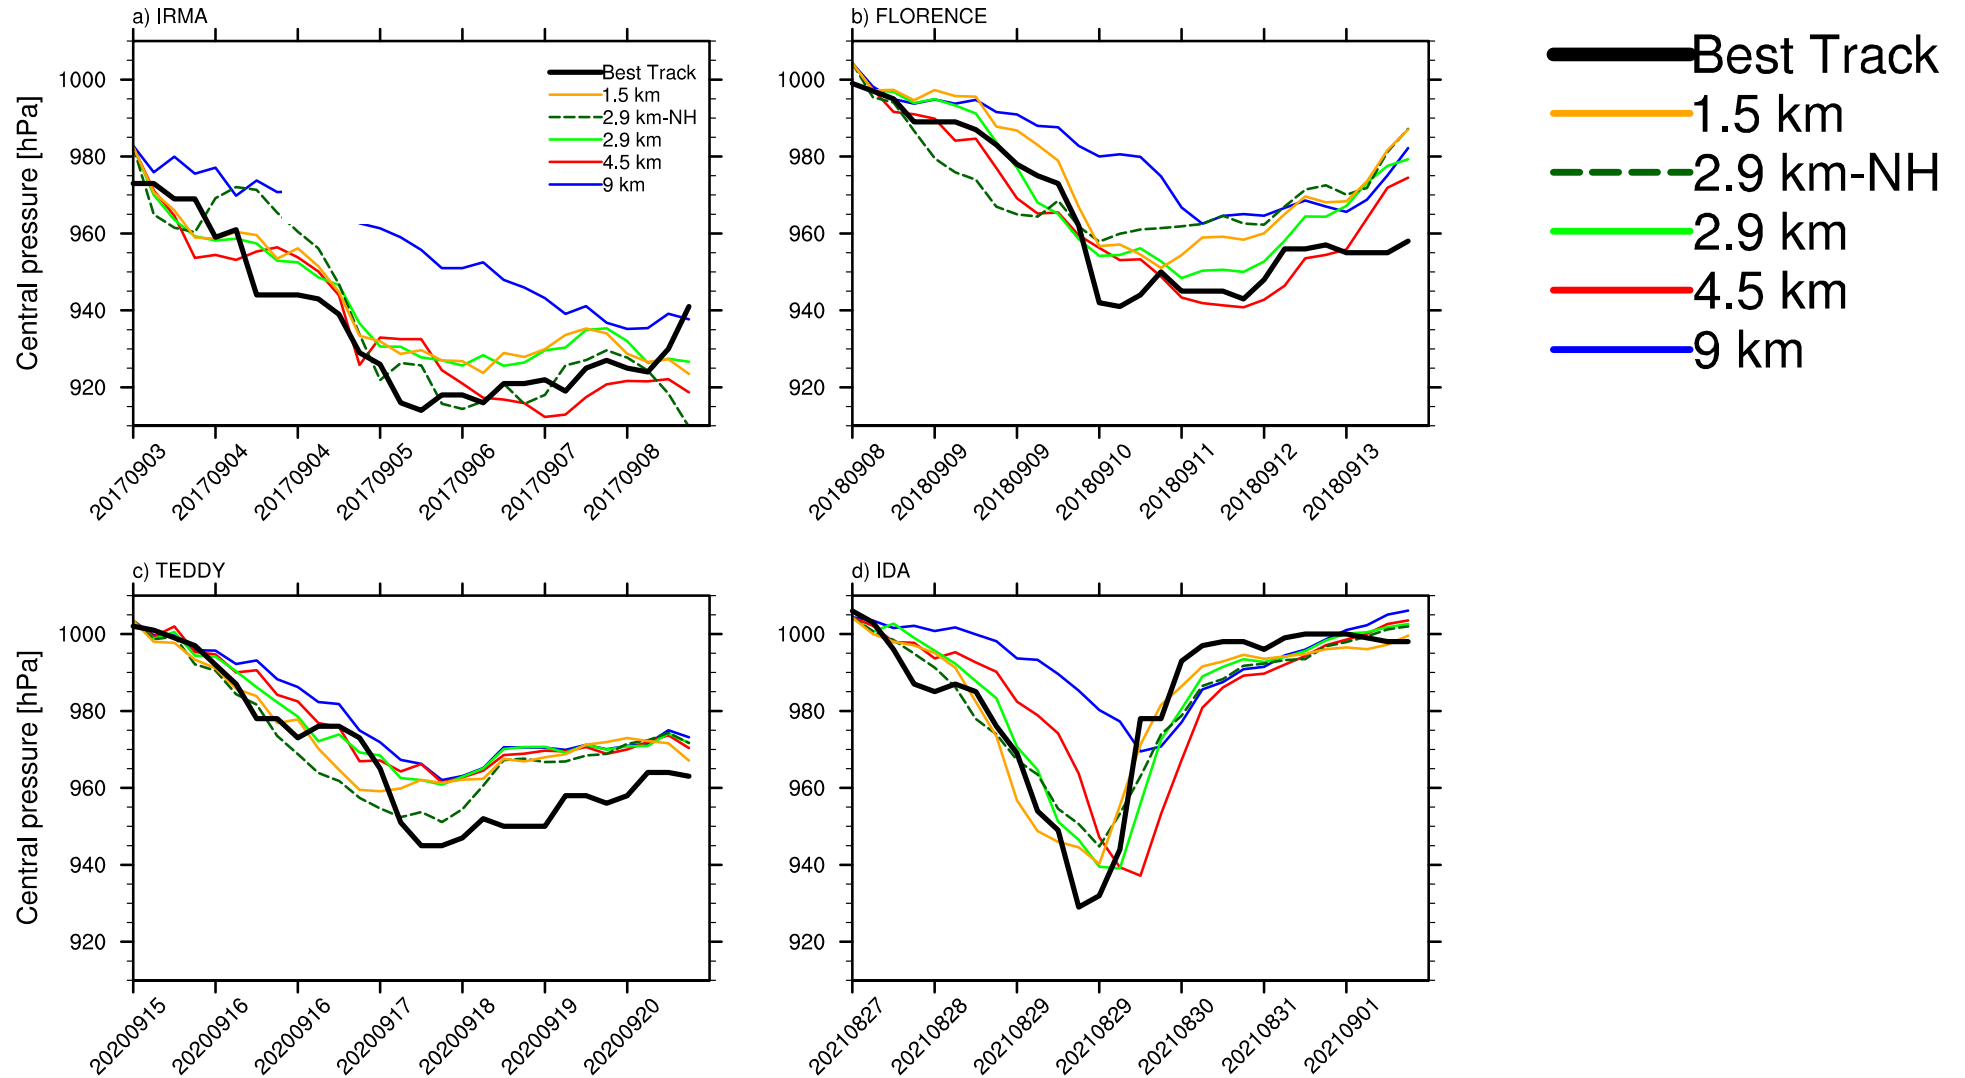 a) IRMA
Central pressure [hPa]
1000
980
960
940
920
Best Track
1.5 km
2.9 km-NH
2.9 km
4.5 km
9 km
20170903
20170904
20170904
20170905
20170906
20170907
20170908
b) FLORENCE
1000
980
960
940
920
20180908
20180909
20180909
20180910
20180911
20180912
20180913
Best Track
1.5 km
2.9 km-NH
2.9 km
4.5 km
9 km
c) TEDDY
Central pressure [hPa]
1000
980
960
940
920
20200915
20200916
20200916
20200917
20200918
20200919
20200920
d) IDA
1000
980
960
940
920
20210827
20210828
20210829
20210829
20210830
20210831
20210901